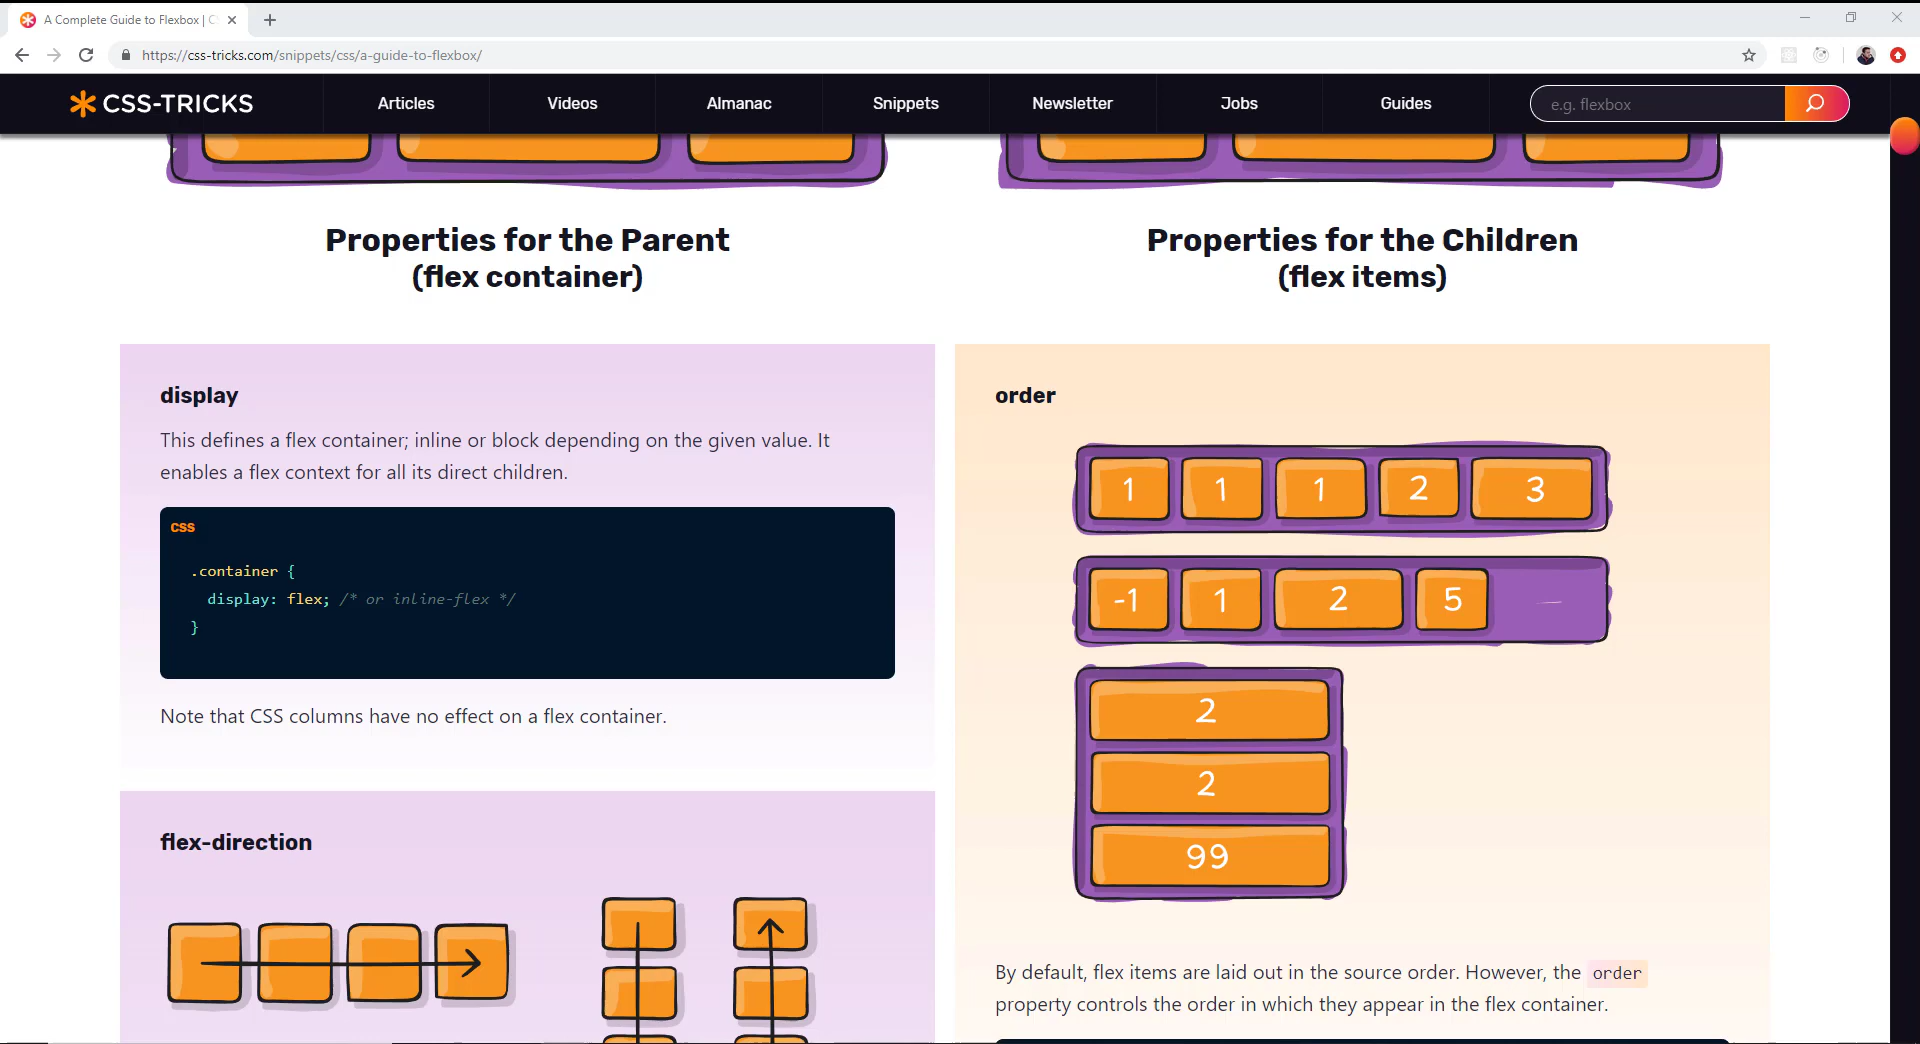 A Complete Guide to Flexbox | C
https://css-tricks.com/snippets/css/a-guide-to-flexbox/
CSS-TRICKS
Articles
Videos
Almanac
Snippets
Newsletter
Jobs
Guides
e.g. flexbox
Properties for the Parent
(flex container)
display
This defines a flex container; inline or block depending on the given value. It
enables a flex context for all its direct children.
CSS
.container {
display: flex; /* or inline-flex */
}
Note that CSS columns have no effect on a flex container.
flex-direction
Properties for the Children
(flex items)
order
1 1 1 2 3
-1 1 2 5
2
2
99
By default, flex items are laid out in the source order. However, the order
property controls the order in which they appear in the flex container.